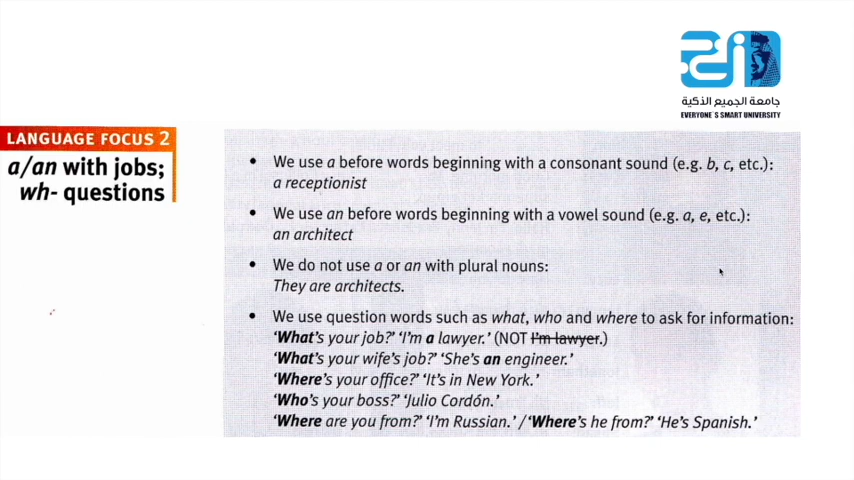 جامعة الجميع الذكية
EVERYONE'S SMART UNIVERSITY
LANGUAGE FOCUS 2
a/an with jobs;
wh- questions
• We use a before words beginning with a consonant sound (e.g. b, c, etc.):
a receptionist
• We use an before words beginning with a vowel sound (e.g. a, e, etc.):
an architect
• We do not use a or an with plural nouns:
They are architects.
• We use question words such as what, who and where to ask for information:
‘What’s your job?’ ‘I’m a lawyer.’ (NOT I’m lawyer.)
‘What’s your wife’s job?’ ‘She’s an engineer.’
‘Where’s your office?’ ‘It’s in New York.’
‘Who’s your boss?’ ‘Julio Cordón.’
‘Where are you from?’ ‘I’m Russian.’ / ‘Where’s he from?’ ‘He’s Spanish.’